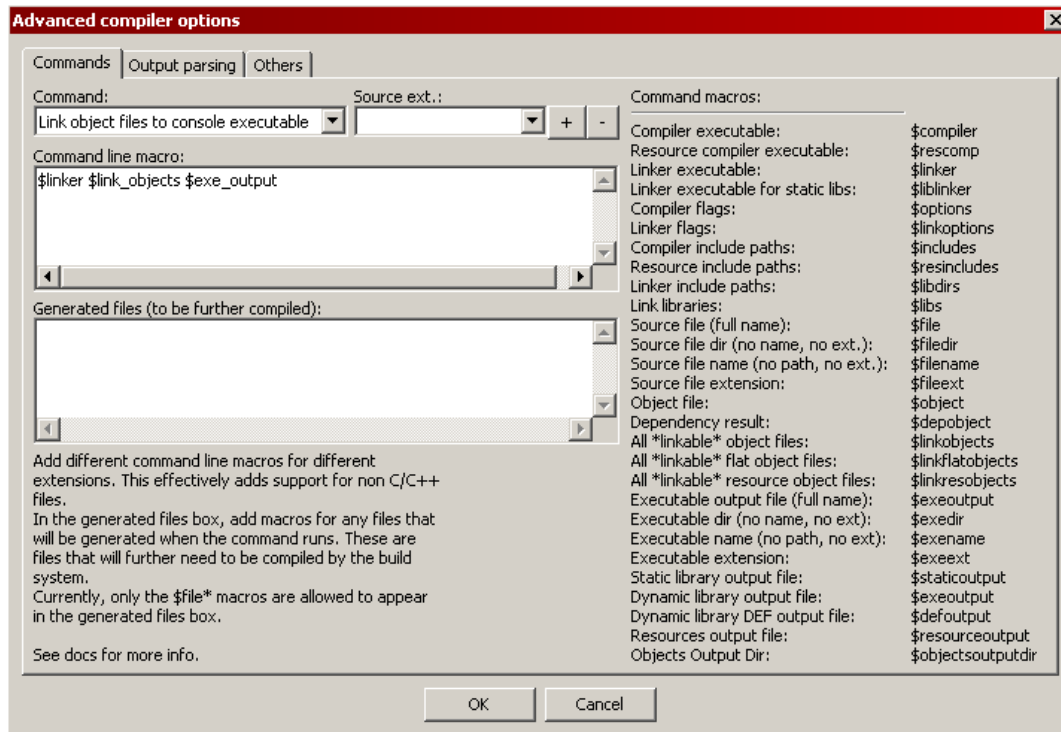 Advanced compiler options
Commands
Output parsing
Others
Command:
Source ext.:
Link object files to console executable
+
-
Command line macro:
$linker $link_objects $exe_output
Generated files (to be further compiled):
Add different command line macros for different
extensions. This effectively adds support for non C/C++
files.
In the generated files box, add macros for any files that
will be generated when the command runs. These are
files that will further need to be compiled by the build
system.
Currently, only the $file* macros are allowed to appear
in the generated files box.
See docs for more info.
Command macros:
Compiler executable: $compiler
Resource compiler executable: $rescomp
Linker executable: $linker
Linker executable for static libs: $liblinker
Compiler flags: $options
Linker flags: $linkoptions
Compiler include paths: $includes
Resource include paths: $resincludes
Linker include paths: $libdirs
Link libraries: $libs
Source file (full name): $file
Source file dir (no name, no ext.): $filedir
Source file name (no path, no ext.): $filename
Source file extension: $fileext
Object file: $object
Dependency result: $depobject
All *linkable* object files: $linkobjects
All *linkable* flat object files: $linkflatobjects
All *linkable* resource object files: $linkresobjects
Executable output file (full name): $exeoutput
Executable dir (no name, no ext): $exedir
Executable name (no path, no ext): $exename
Executable extension: $exeext
Static library output file: $staticoutput
Dynamic library output file: $exeoutput
Dynamic library DEF output file: $defoutput
Resources output file: $resourceoutput
Objects Output Dir: $objectsoutputdir
OK
Cancel